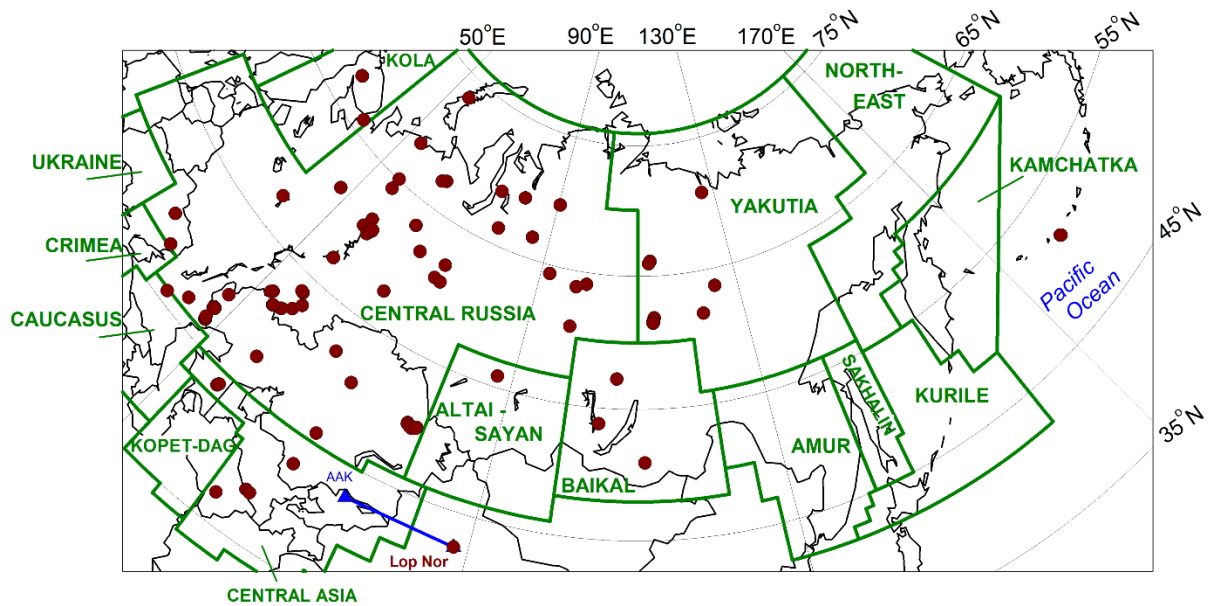 50°E
90°E
130°E
170°E
75°N
65°N
55°N
KOLA
NORTH-
EAST
UKRAINE
KAMCHATKA
YAKUTIA
45°N
CRIMEA
Pacific
Ocean
CAUCASUS
CENTRAL RUSSIA
SAKHALIN
KURILE
ALTAI -
SAYAN
35°N
KOPET-DAG
AMUR
AAK
BAIKAL
Lop Nor
CENTRAL ASIA